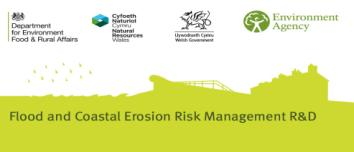 Department
for Environment
Food & Rural Affairs
Cyfoeth
Naturiol
Cymru
Natural
Resources
Wales
Llywodraeth Cymru
Welsh Government
Environment
Agency
Flood and Coastal Erosion Risk Management R&D